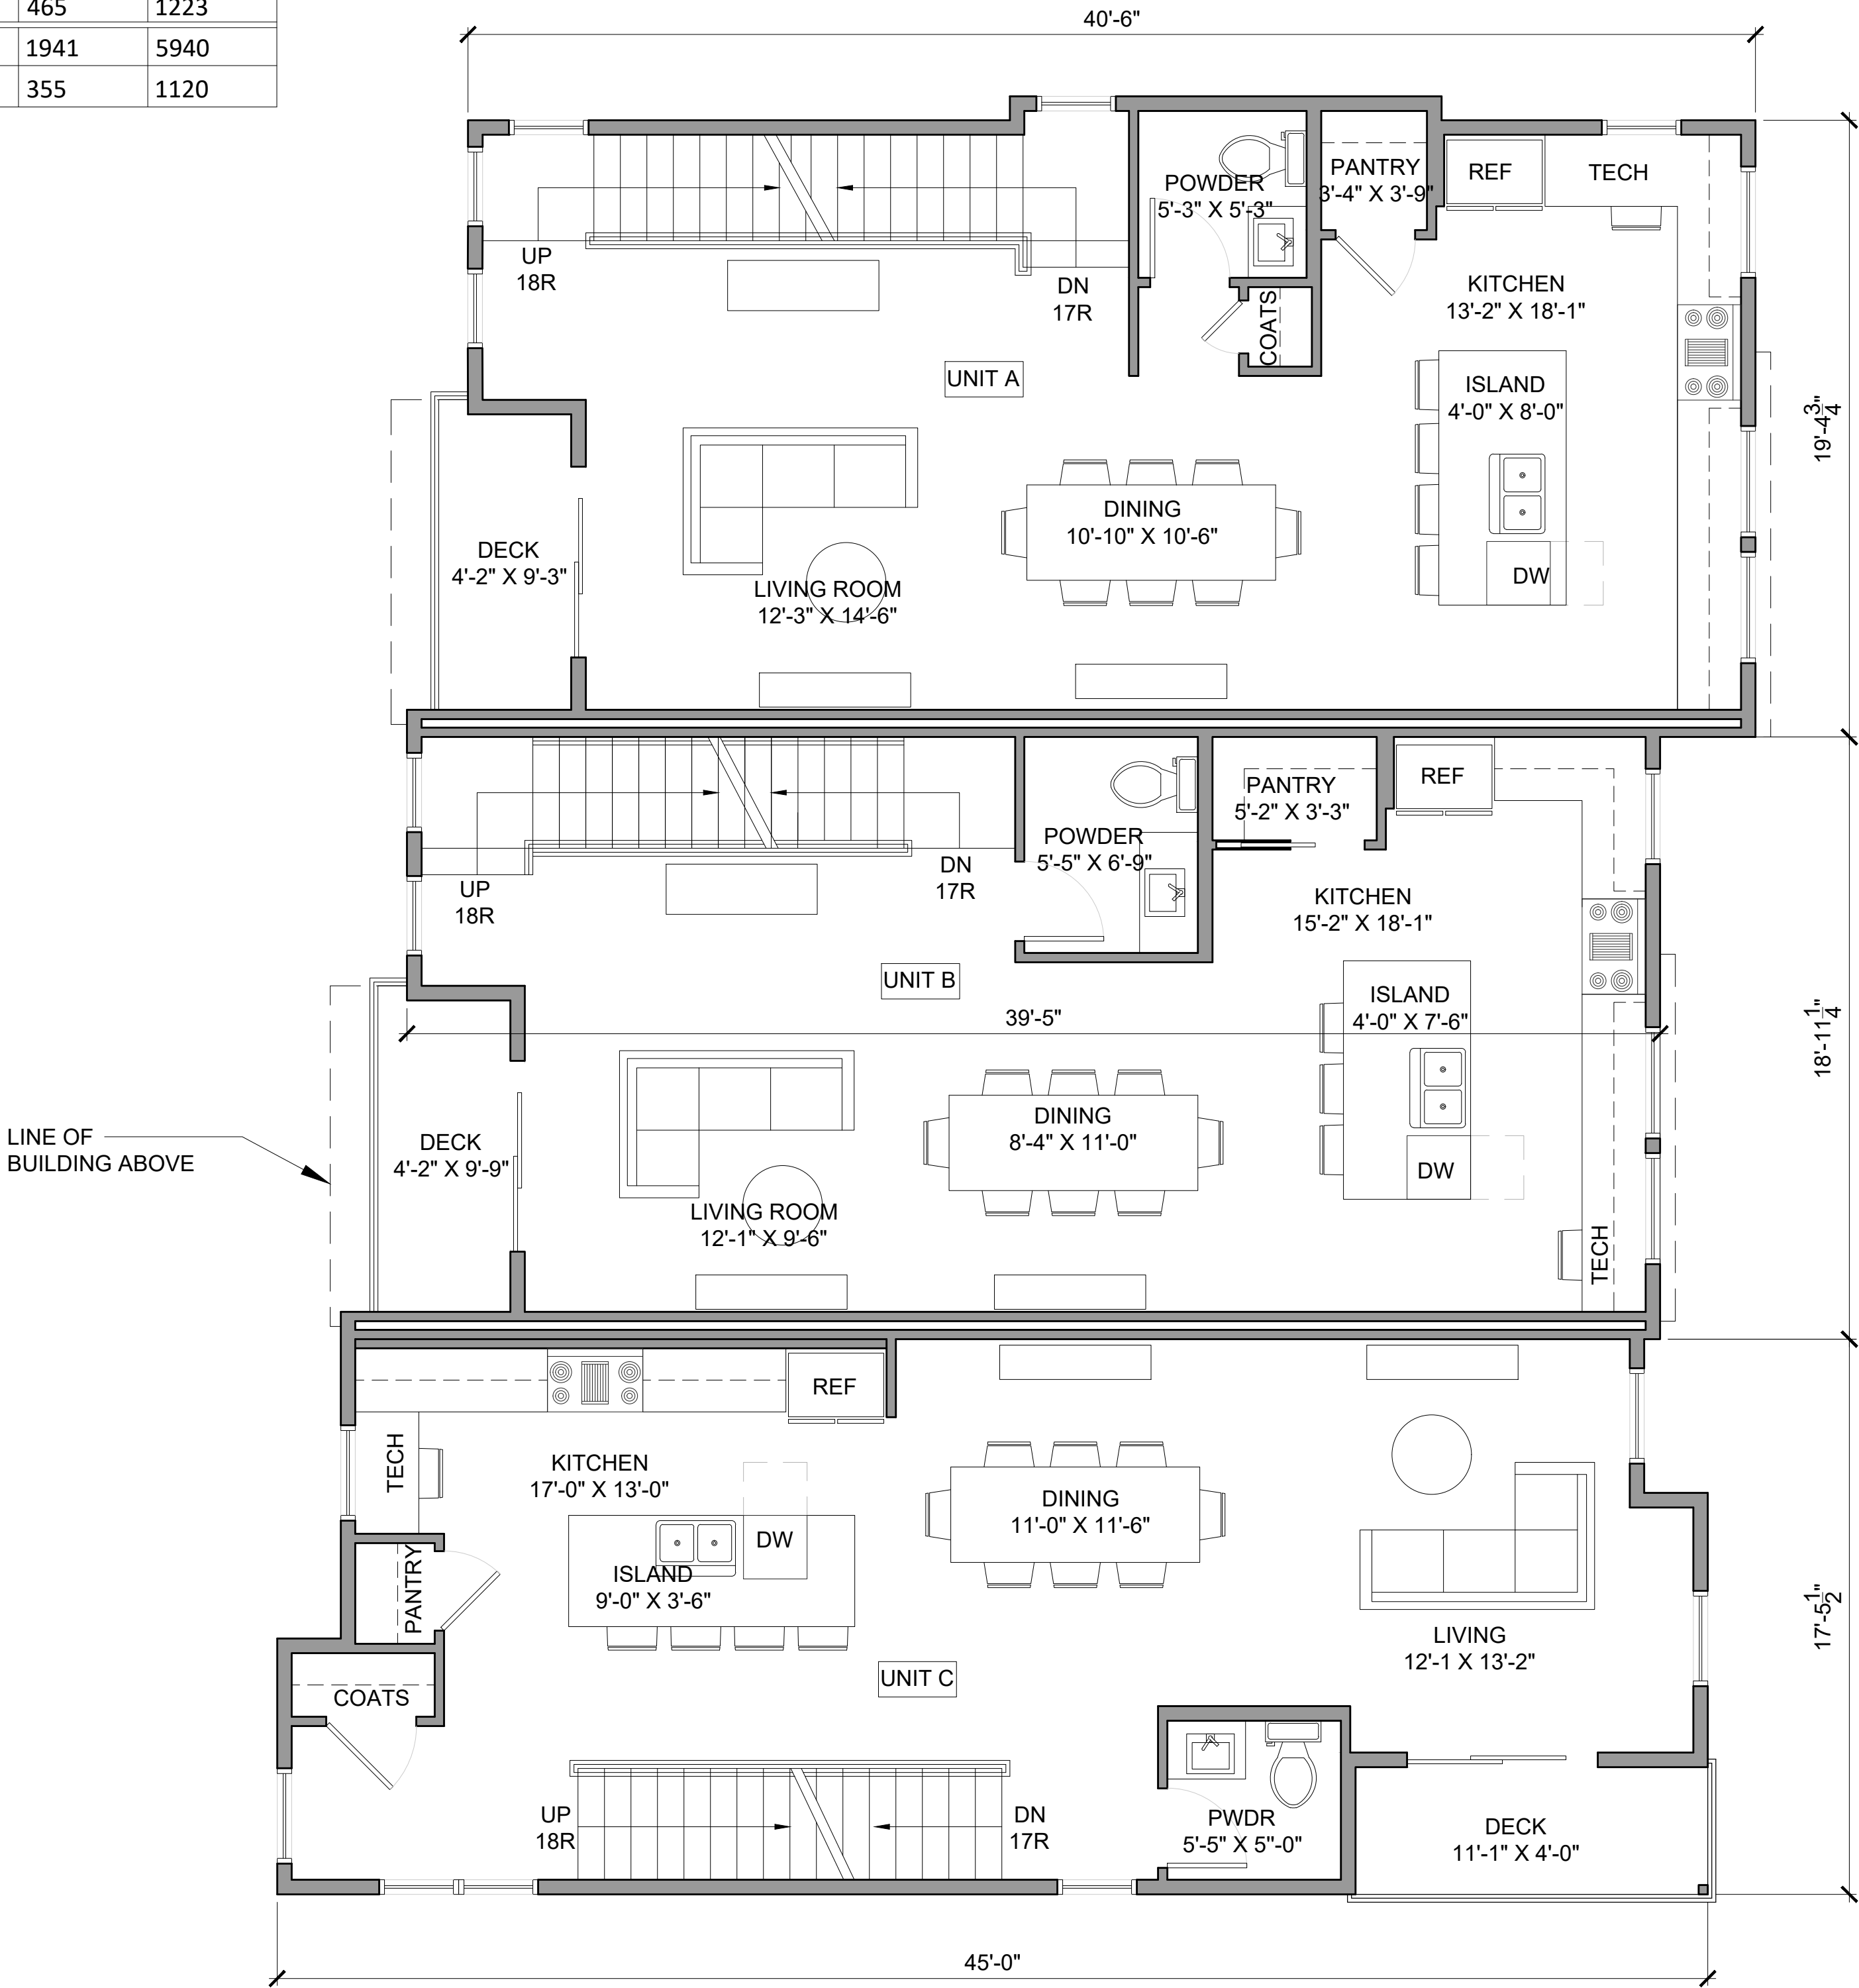 465 1223
1941 5940
355 1120
40'-6"
POWDER
5'-3" X 5'-3"
PANTRY
3'-4" X 3'-9"
REF
TECH
UP
18R
DN
17R
COATS
KITCHEN
13'-2" X 18'-1"
UNIT A
ISLAND
4'-0" X 8'-0"
19'-4 3/4"
DECK
4'-2" X 9'-3"
LIVING ROOM
12'-3" X 14'-6"
DINING
10'-10" X 10'-6"
DW
PANTRY
5'-2" X 3'-3"
REF
POWDER
5'-5" X 6'-9"
UP
18R
DN
17R
KITCHEN
15'-2" X 18'-1"
UNIT B
ISLAND
4'-0" X 7'-6"
39'-5"
18'-11 1/4"
LINE OF
BUILDING ABOVE
DECK
4'-2" X 9'-9"
LIVING ROOM
12'-1" X 9'-6"
DINING
8'-4" X 11'-0"
DW
TECH
REF
TECH
KITCHEN
17'-0" X 13'-0"
DINING
11'-0" X 11'-6"
DW
PANTRY
ISLAND
9'-0" X 3'-6"
17'-5 1/2"
LIVING
12'-1 X 13'-2"
UNIT C
COATS
UP
18R
DN
17R
PWDR
5'-5" X 5"-0"
DECK
11'-1" X 4'-0"
45'-0"